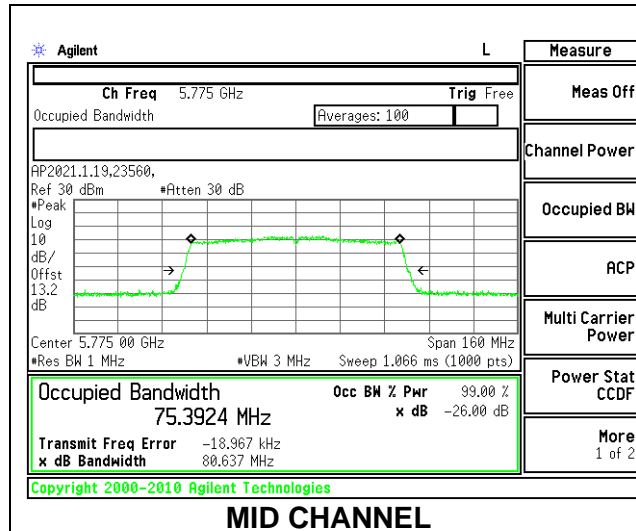 Agilent L Measure
Ch Freq 5.775 GHz Trig Free
Meas Off
Occupied Bandwidth Averages: 100
Channel Power
AP2021.1.19,23560,
Ref 30 dBm #Atten 30 dB
#Peak
Log
10
dB/
Offst
13.2
dB
Occupied BW
ACP
Center 5.775 00 GHz Span 160 MHz
#Res BW 1 MHz #VBW 3 MHz Sweep 1.066 ms (1000 pts)
Multi Carrier
Power
Occupied Bandwidth Occ BW % Pwr 99.00 %
75.3924 MHz x dB -26.00 dB
Power Stat
CCDF
Transmit Freq Error -18.967 kHz
x dB Bandwidth 80.637 MHz
More
1 of 2
Copyright 2000-2010 Agilent Technologies
MID CHANNEL